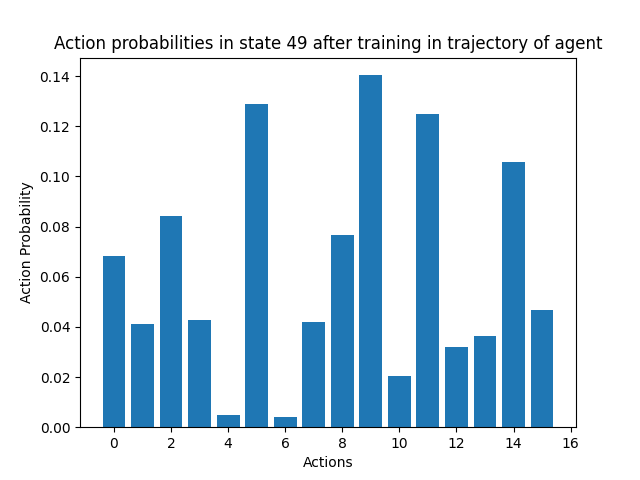 Action probabilities in state 49 after training in trajectory of agent
0.14
0.12
0.10
0.08
0.06
0.04
0.02
0.00
Action Probability
0 2 4 6 8 10 12 14 16
Actions